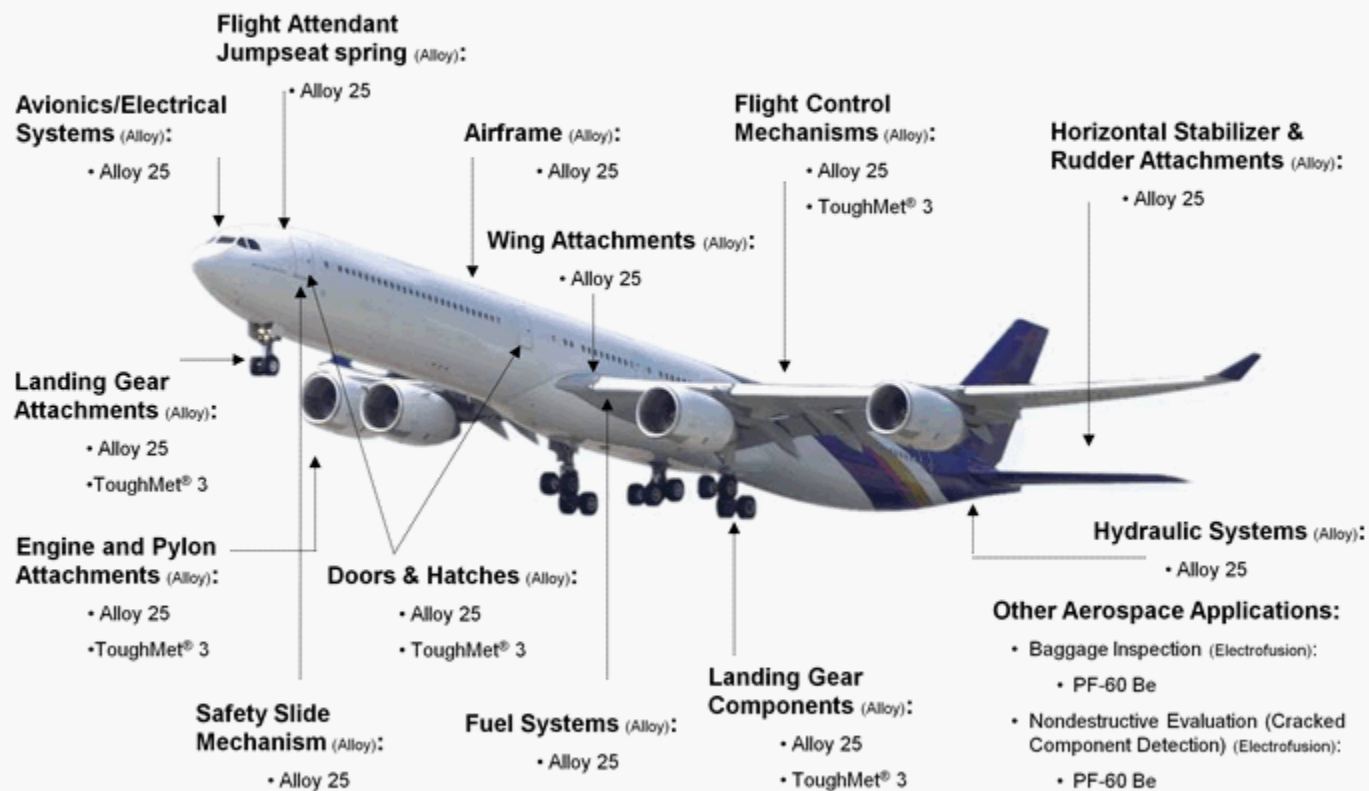 Flight Attendant
Jumpseat spring (Alloy):
• Alloy 25
Avionics/Electrical
Systems (Alloy):
• Alloy 25
Airframe (Alloy):
• Alloy 25
Flight Control
Mechanisms (Alloy):
• Alloy 25
• ToughMet® 3
Horizontal Stabilizer &
Rudder Attachments (Alloy):
• Alloy 25
Wing Attachments (Alloy):
• Alloy 25
Landing Gear
Attachments (Alloy):
• Alloy 25
•ToughMet® 3
Engine and Pylon
Attachments (Alloy):
• Alloy 25
•ToughMet® 3
Doors & Hatches (Alloy):
• Alloy 25
• ToughMet® 3
Hydraulic Systems (Alloy):
• Alloy 25
Safety Slide
Mechanism (Alloy):
• Alloy 25
Fuel Systems (Alloy):
• Alloy 25
Landing Gear
Components (Alloy):
• Alloy 25
• ToughMet® 3
Other Aerospace Applications:
• Baggage Inspection (Electrofusion):
• PF-60 Be
• Nondestructive Evaluation (Cracked
Component Detection) (Electrofusion):
• PF-60 Be